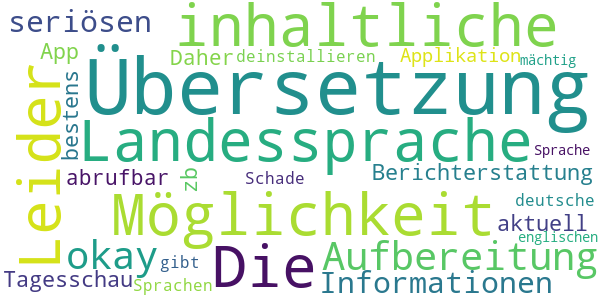 seriösen inhaltliche
App Daher deinstallieren Applikation mächtig
Übersetzung
Leider bestens
Landessprache Sprache
abrufbar zb Schade Berichterstattung
Möglichkeit deutsche
aktuell
okay Die Aufbereitung englischen
gibt
Tagesschau Sprachen Informationen